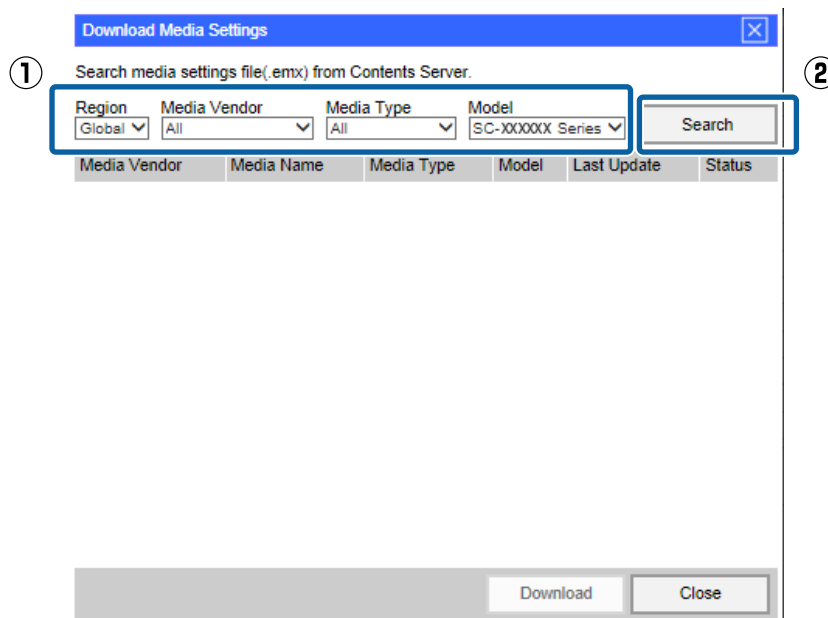 Download Media Settings
① Search media settings file(.emx) from Contents Server. ②
Region Media Vendor Media Type Model
Global All All SC-XXXXXX Series Search
Media Vendor Media Name Media Type Model Last Update Status
Download Close